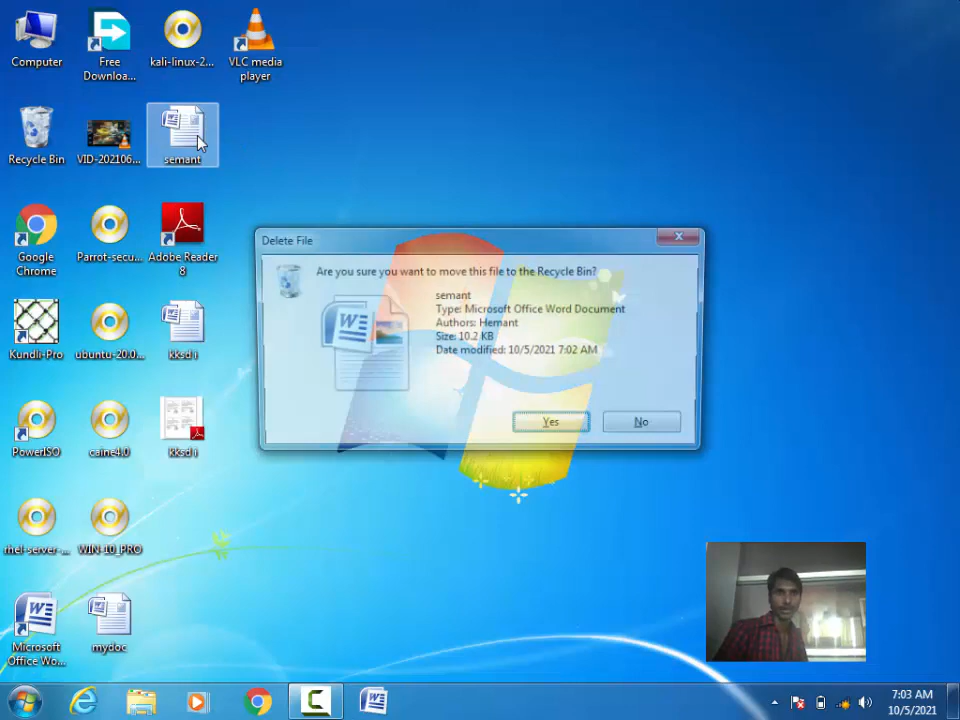 Computer
Free
Downloa...
kali-linux-2...
VLC media
player
Recycle Bin
VID-202106...
semant
Google
Chrome
Parrot-secu...
Adobe Reader
8
Kundli-Pro
ubuntu-20.0...
kksd i
PowerISO
caine4.0
kksd i
rhel-server-...
WIN-10_PRO
Microsoft
Office Wo...
mydoc
Delete File
Are you sure you want to move this file to the Recycle Bin?
semant
Type: Microsoft Office Word Document
Authors: Hemant
Size: 10.2 KB
Date modified: 10/5/2021 7:02 AM
Yes
No
7:03 AM
10/5/2021